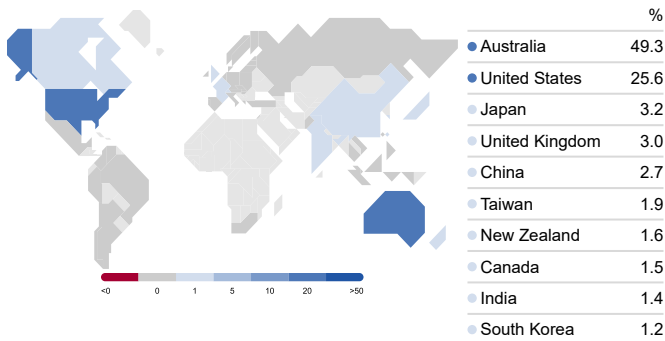 %
Australia 49.3
United States 25.6
Japan 3.2
United Kingdom 3.0
China 2.7
Taiwan 1.9
New Zealand 1.6
Canada 1.5
India 1.4
South Korea 1.2
<0 0 1 5 10 20 >50